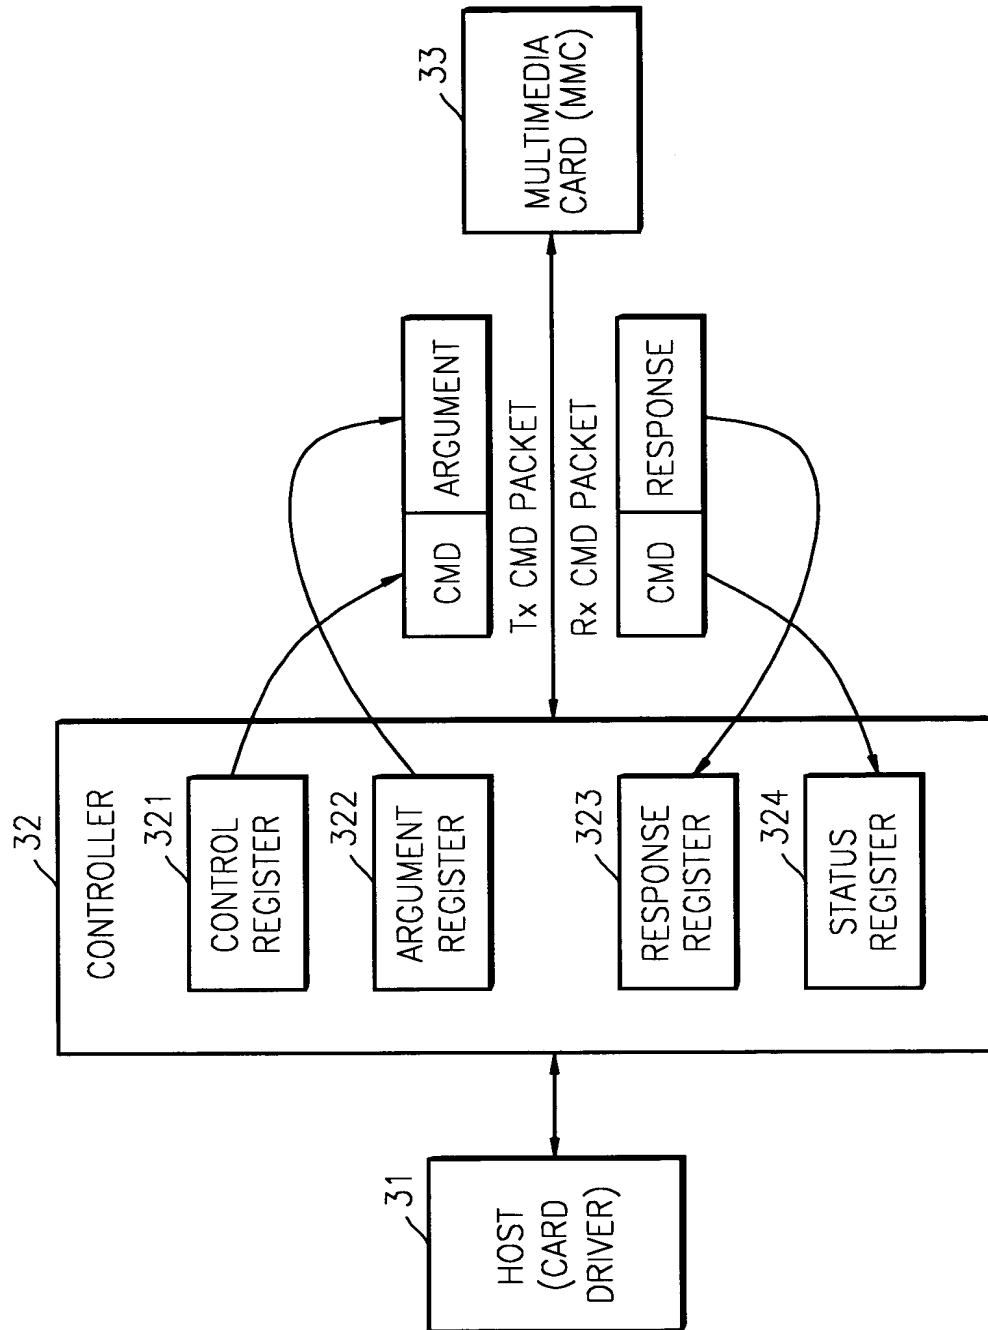 31
HOST
(CARD
DRIVER)
32
CONTROLLER
321
CONTROL
REGISTER
322
ARGUMENT
REGISTER
323
RESPONSE
REGISTER
324
STATUS
REGISTER
CMD
ARGUMENT
Tx CMD PACKET
Rx CMD PACKET
CMD
RESPONSE
33
MULTIMEDIA
CARD (MMC)